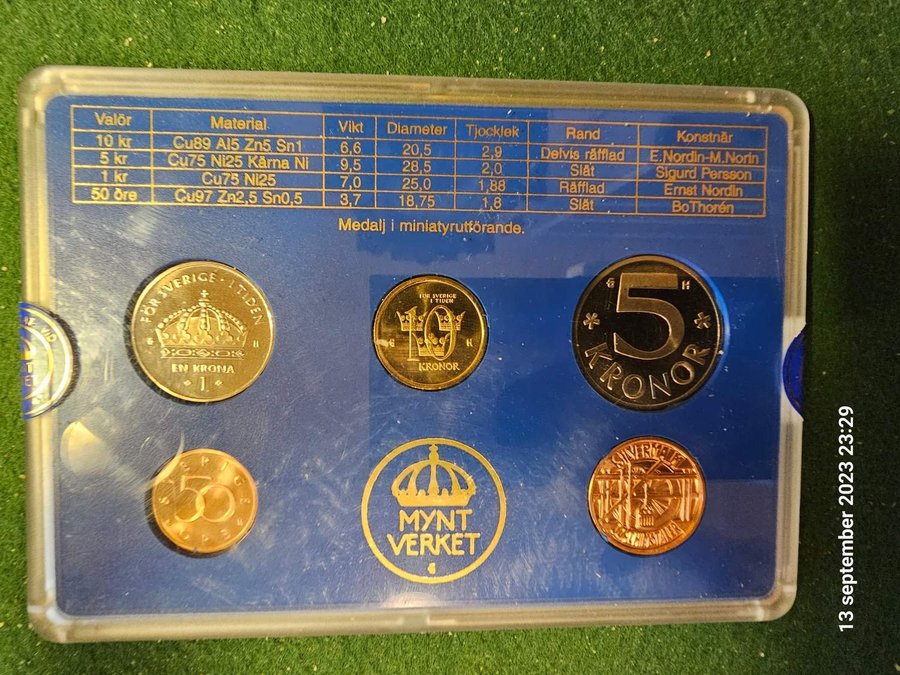 Valör Material Vikt Diameter Tjocklek Rand Konstnär
10 kr Cu89 Al5 Zn5 Sn1 6,6 20,5 2,9 Delvis räfflad E.Nordin-M.Norin
5 kr Cu75 Ni25 Kärna Ni 9,5 28,5 2,0 Slät Sigurd Persson
1 kr Cu75 Ni25 7,0 25,0 1,88 Räfflad Ernst Nordin
50 öre Cu97 Zn2,5 Sn0,5 3,7 18,75 1,8 Slät BoThorén
Medalj i miniatyrutförande.
FÖR SVERIGE · I TIDEN
EN KRONA
1
FÖR SVERIGE
I TIDEN
10
G H
KRONOR
G H
5
KRONOR
SVERIGE
50
MYNT
VERKET
13 september 2023 23:29